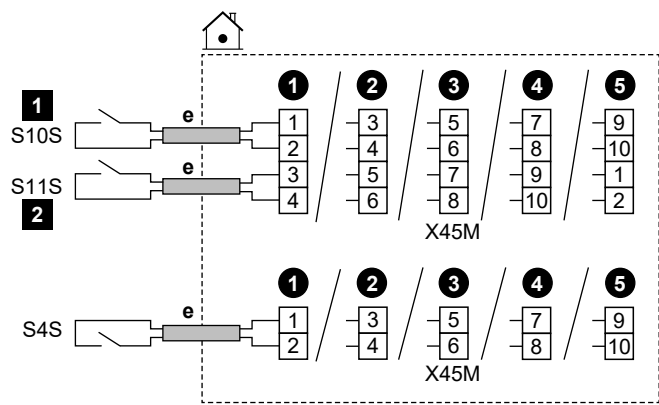 1 2 3 4 5
1
S10S e 1 3 5 7 9
2 4 6 8 10
S11S e 3 5 7 9 1
2
4 6 8 10 2
X45M
1 2 3 4 5
S4S e 1 3 5 7 9
2 4 6 8 10
X45M